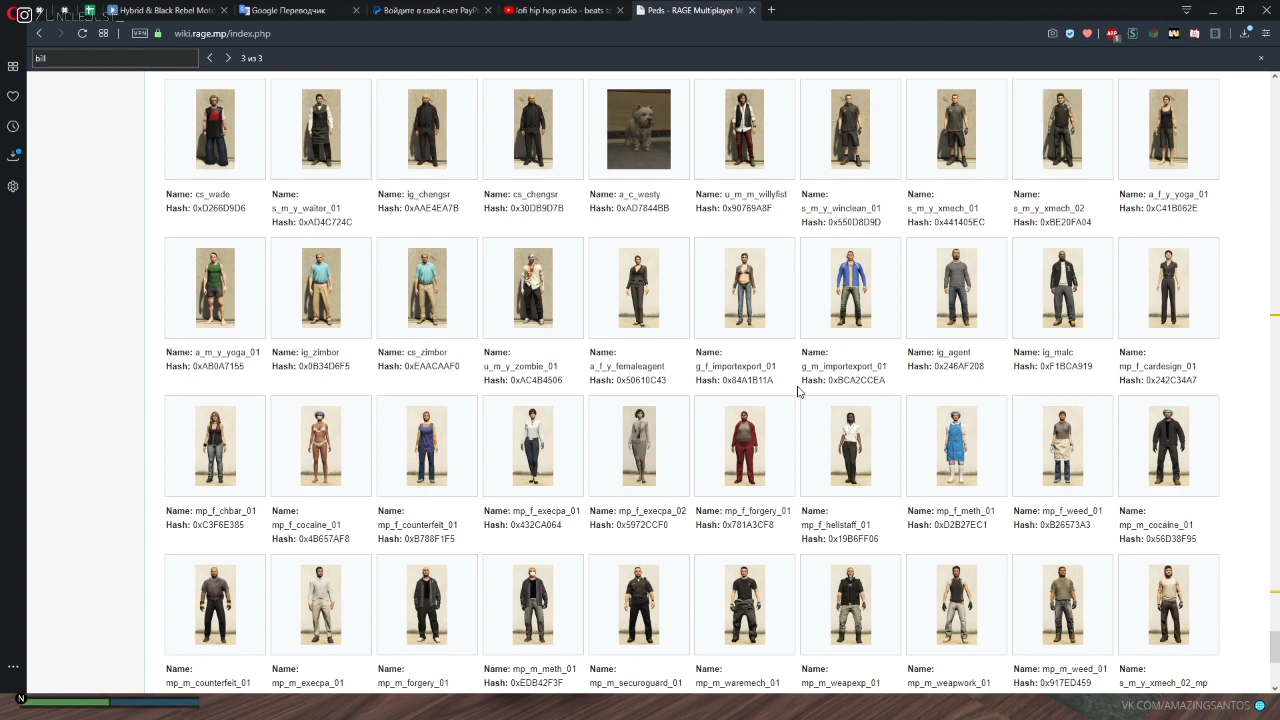 Hybrid & Black Rebel Moto
Google Переводчик
Войдите в свой счет PayP
lofi hip hop radio - beats t
Peds - RAGE Multiplayer W
VPN
wiki.rage.mp/index.php
bill
3 из 3
Name: cs_wade
Hash: 0xD266D9D6
Name:
s_m_y_waiter_01
Hash: 0xAD4C724C
Name: ig_chengsr
Hash: 0xAAE4EA7B
Name: cs_chengsr
Hash: 0x30DB9D7B
Name: a_c_westy
Hash: 0xAD7844BB
Name: u_m_m_willyfist
Hash: 0x90769A8F
Name:
s_m_y_winclean_01
Hash: 0x550D8D9D
Name:
s_m_y_xmech_01
Hash: 0x441405EC
Name:
s_m_y_xmech_02
Hash: 0xBE20FA04
Name: a_f_y_yoga_01
Hash: 0xC41B062E
Name: a_m_y_yoga_01
Hash: 0xAB0A7155
Name: ig_zimbor
Hash: 0x0B34D6F5
Name: cs_zimbor
Hash: 0xEAACAAF0
Name:
u_m_y_zombie_01
Hash: 0xAC4B4506
Name:
a_f_y_femaleagent
Hash: 0x50610C43
Name:
g_f_importexport_01
Hash: 0x84A1B11A
Name:
g_m_importexport_01
Hash: 0xBCA2CCEA
Name: ig_agent
Hash: 0x246AF208
Name: ig_malc
Hash: 0xF1BCA919
Name:
mp_f_cardesign_01
Hash: 0x242C34A7
Name: mp_f_chbar_01
Hash: 0xC3F6E385
Name:
mp_f_cocaine_01
Hash: 0x4B657AF8
Name:
mp_f_counterfeit_01
Hash: 0xB788F1F5
Name: mp_f_execpa_01
Hash: 0x432CA064
Name: mp_f_execpa_02
Hash: 0x5972CCF0
Name: mp_f_forgery_01
Hash: 0x781A3CF8
Name:
mp_f_helistaff_01
Hash: 0x19B6FF06
Name: mp_f_meth_01
Hash: 0xD2B27EC1
Name: mp_f_weed_01
Hash: 0xB26573A3
Name:
mp_m_cocaine_01
Hash: 0x56D38F95
Name:
mp_m_counterfeit_01
Name:
mp_m_execpa_01
Name:
mp_m_forgery_01
Name: mp_m_meth_01
Hash: 0xEDB42F3F
Name:
mp_m_securoguard_01
Name:
mp_m_waremech_01
Name:
mp_m_weapexp_01
Name:
mp_m_weapwork_01
Name: mp_m_weed_01
Hash: 0x917ED459
Name:
s_m_y_xmech_02_mp
N
VK.COM/AMAZINGSANTOS